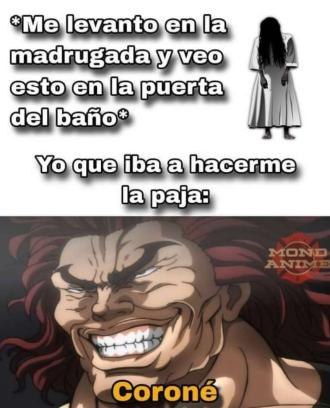 *Me levanto en la
madrugada y veo
esto en la puerta
del baño*
Yo que iba a hacerme
la paja:
MOND
ANIME
Coroné